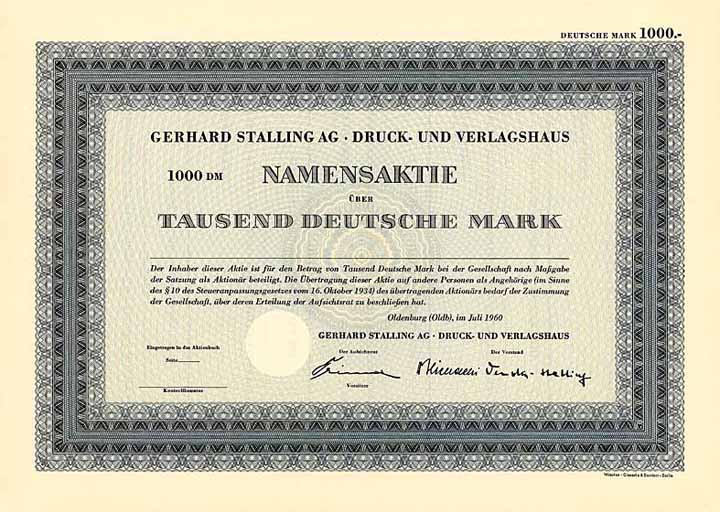 DEUTSCHE MARK 1000.-
GERHARD STALLING AG · DRUCK- UND VERLAGSHAUS
1000 DM NAMENSAKTIE
ÜBER
TAUSEND DEUTSCHE MARK
Der Inhaber dieser Aktie ist für den Betrag von Tausend Deutsche Mark bei der Gesellschaft nach Maßgabe
der Satzung als Aktionär beteiligt. Die Übertragung dieser Aktie auf andere Personen als Angehörige (im Sinne
des § 10 des Steueranpassungsgesetzes vom 16. Oktober 1934) des übertragenden Aktionärs bedarf der Zustimmung
der Gesellschaft, über deren Erteilung der Aufsichtsrat zu beschließen hat.
Oldenburg (Oldb), im Juli 1960
GERHARD STALLING AG · DRUCK- UND VERLAGSHAUS
Eingetragen in das Aktienbuch
Der Aufsichtsrat Der Vorstand
Seite
Vorsitzer
Kontrollnummer